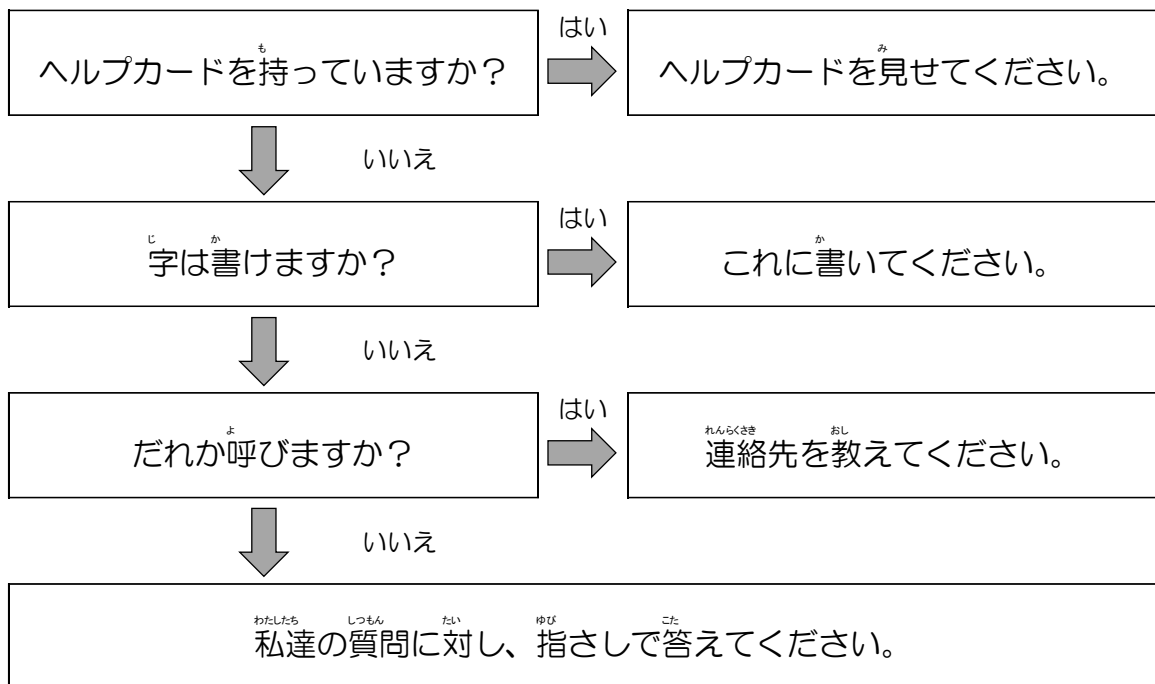 はい
ヘルプカードを持っていますか？
ヘルプカードを見せてください。
いいえ
はい
字は書けますか？
これに書いてください。
いいえ
はい
だれか呼びますか？
連絡先を教えてください。
いいえ
私達の質問に対し、指さしで答えてください。